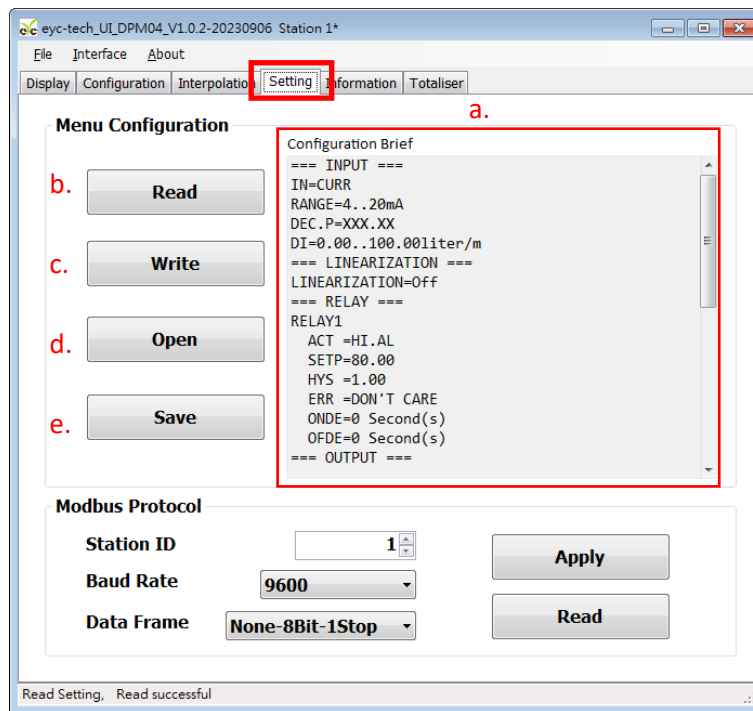 eyc-tech_UI_DPM04_V1.0.2-20230906 Station 1*
File Interface About
Display Configuration Interpolation Setting Information Totaliser
a.
Menu Configuration
Configuration Brief
=== INPUT ===
IN=CURR
RANGE=4..20mA
DEC.P=XXX.XX
DI=0.00..100.00liter/m
=== LINEARIZATION ===
LINEARIZATION=Off
=== RELAY ===
RELAY1
ACT =HI.AL
SETP=80.00
HYS =1.00
ERR =DON'T CARE
ONDE=0 Second(s)
OFDE=0 Second(s)
=== OUTPUT ===
b. Read
c. Write
d. Open
e. Save
Modbus Protocol
Station ID 1
Baud Rate 9600
Data Frame None-8Bit-1Stop
Apply
Read
Read Setting, Read successful